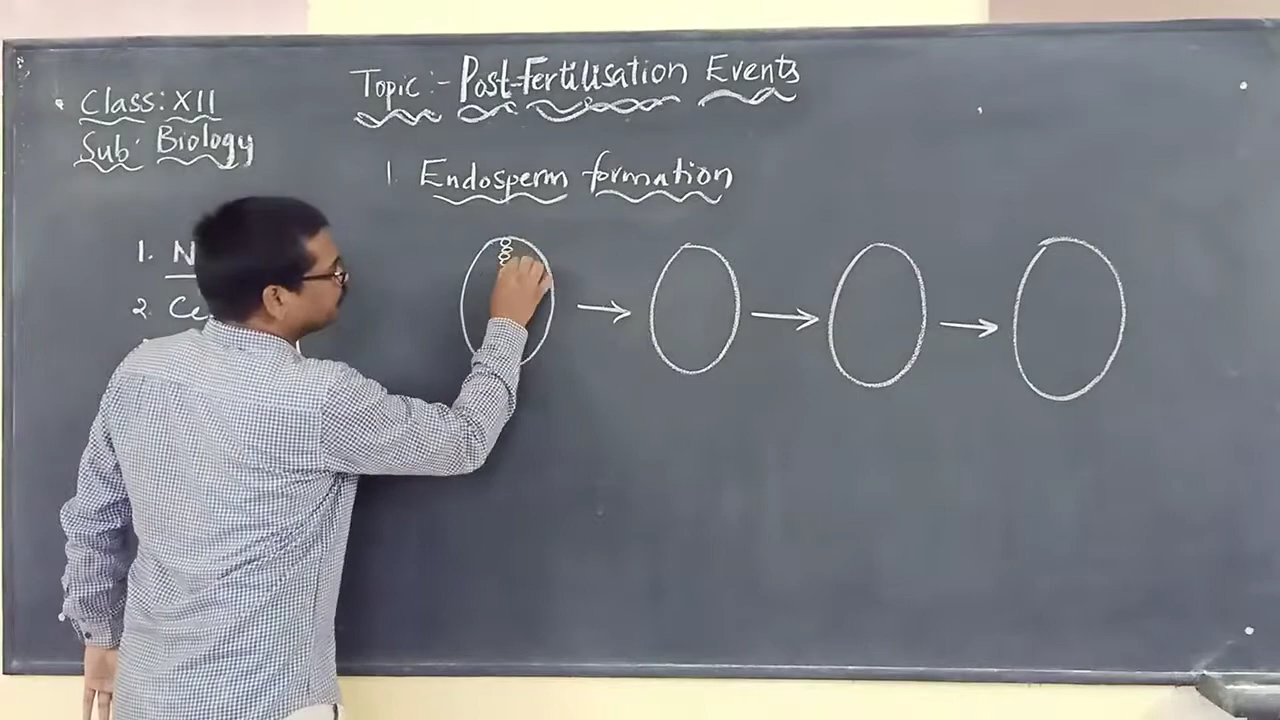 Class: XII
Sub: Biology
Topic:- Post-Fertilisation Events
1. Endosperm formation
1. N
2. Ce